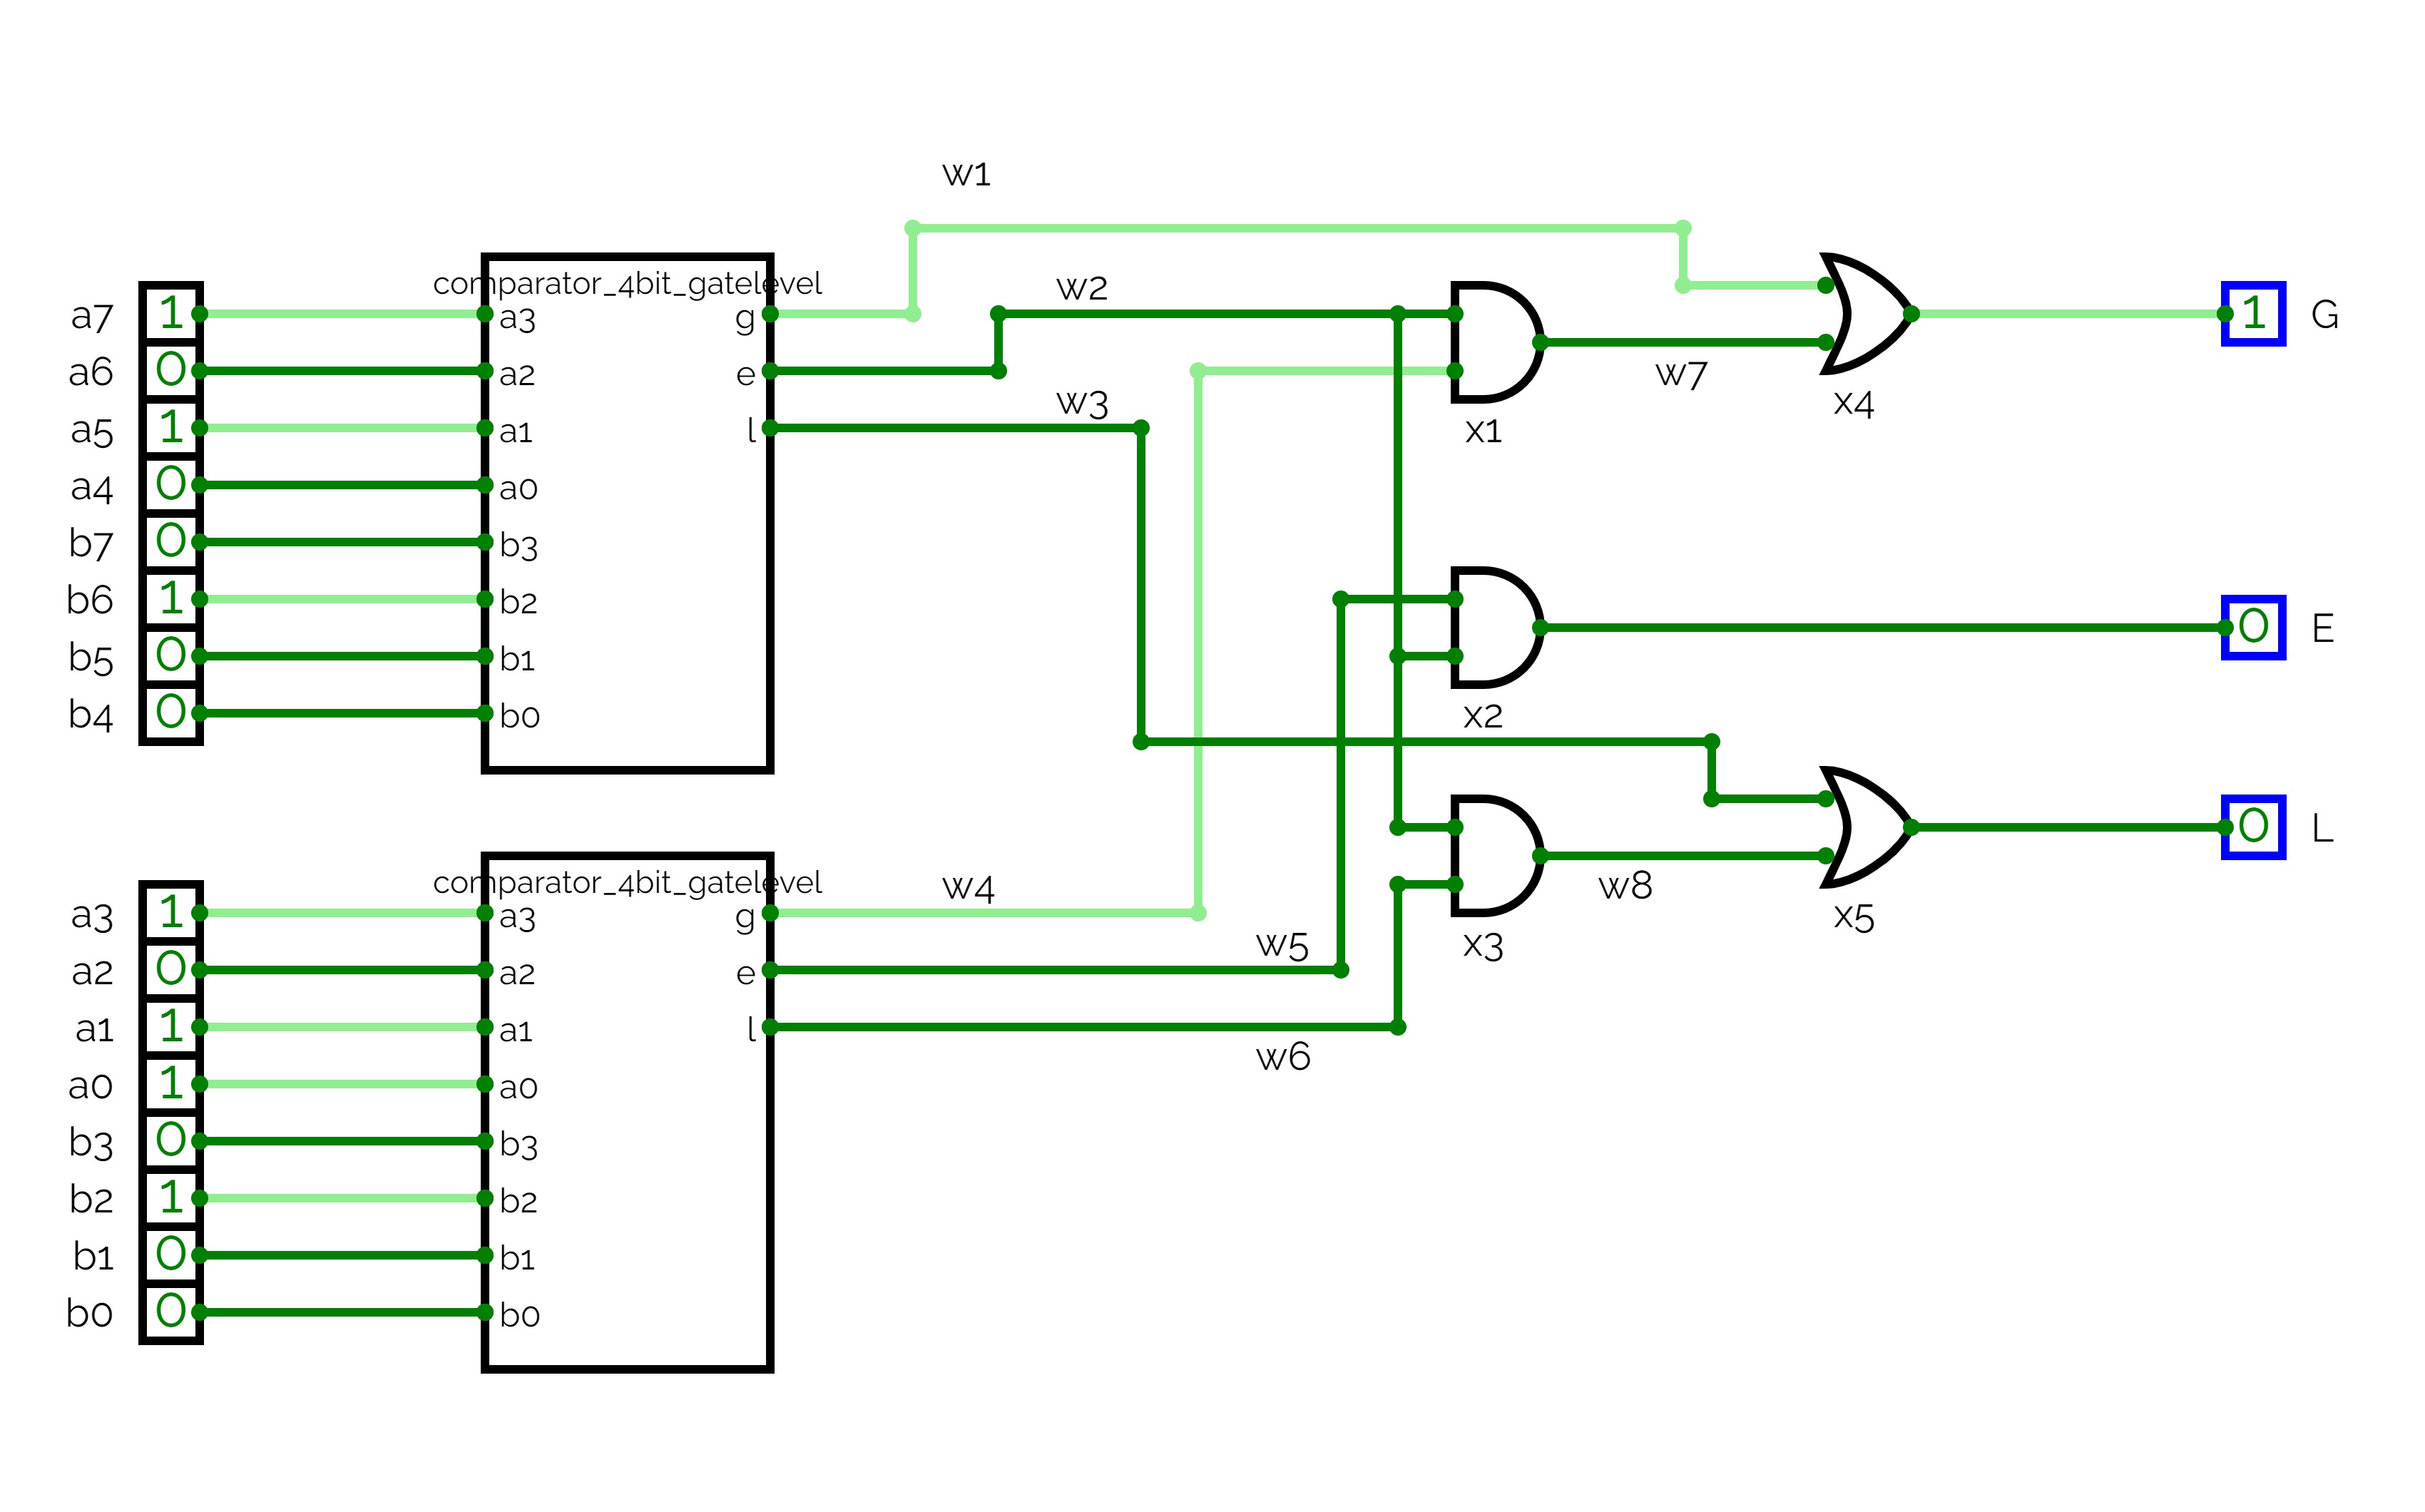 w1
comparator_4bit_gatelevel
a7 1 a3 g w2 1 G
a6 0 a2 e w7 x4
a5 1 a1 l w3 x1
a4 0 a0
b7 0 b3
b6 1 b2 0 E
b5 0 b1
b4 0 b0 x2
0 L
comparator_4bit_gatelevel
a3 1 a3 g w4 w8 x5
a2 0 a2 e w5 x3
a1 1 a1 l w6
a0 1 a0
b3 0 b3
b2 1 b2
b1 0 b1
b0 0 b0